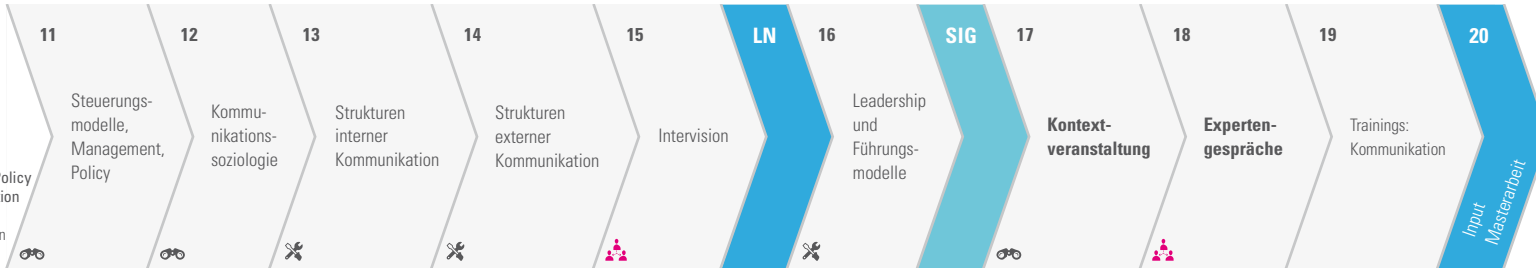 Policy
11
Steuerungs-
modelle,
Management,
Policy
12
Kommu-
nikations-
soziologie
13
Strukturen
interner
Kommunikation
14
Strukturen
externer
Kommunikation
15
Intervision
LN
16
Leadership
und
Führungs-
modelle
SIG
17
Kontext-
veranstaltung
18
Experten-
gespräche
19
Trainings:
Kommunikation
20
Input
Masterarbeit